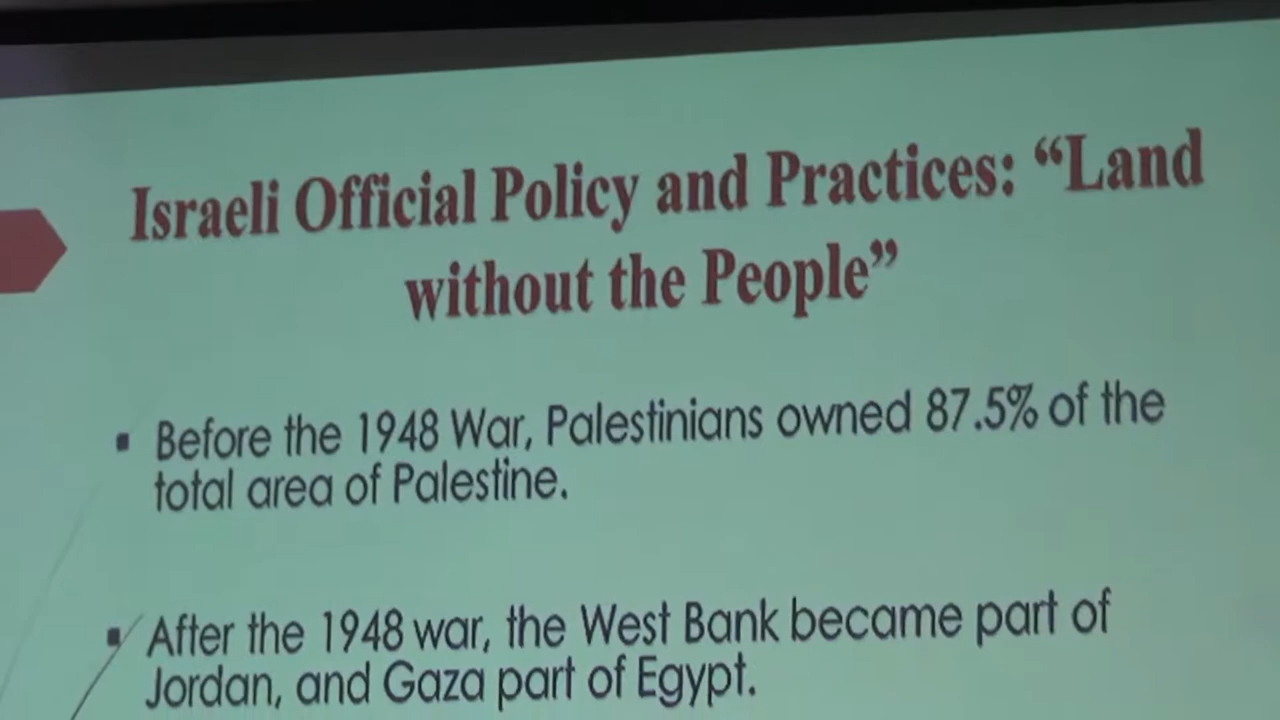 Israeli Official Policy and Practices: “Land
without the People”
▪ Before the 1948 War, Palestinians owned 87.5% of the
total area of Palestine.
▪ After the 1948 war, the West Bank became part of
Jordan, and Gaza part of Egypt.